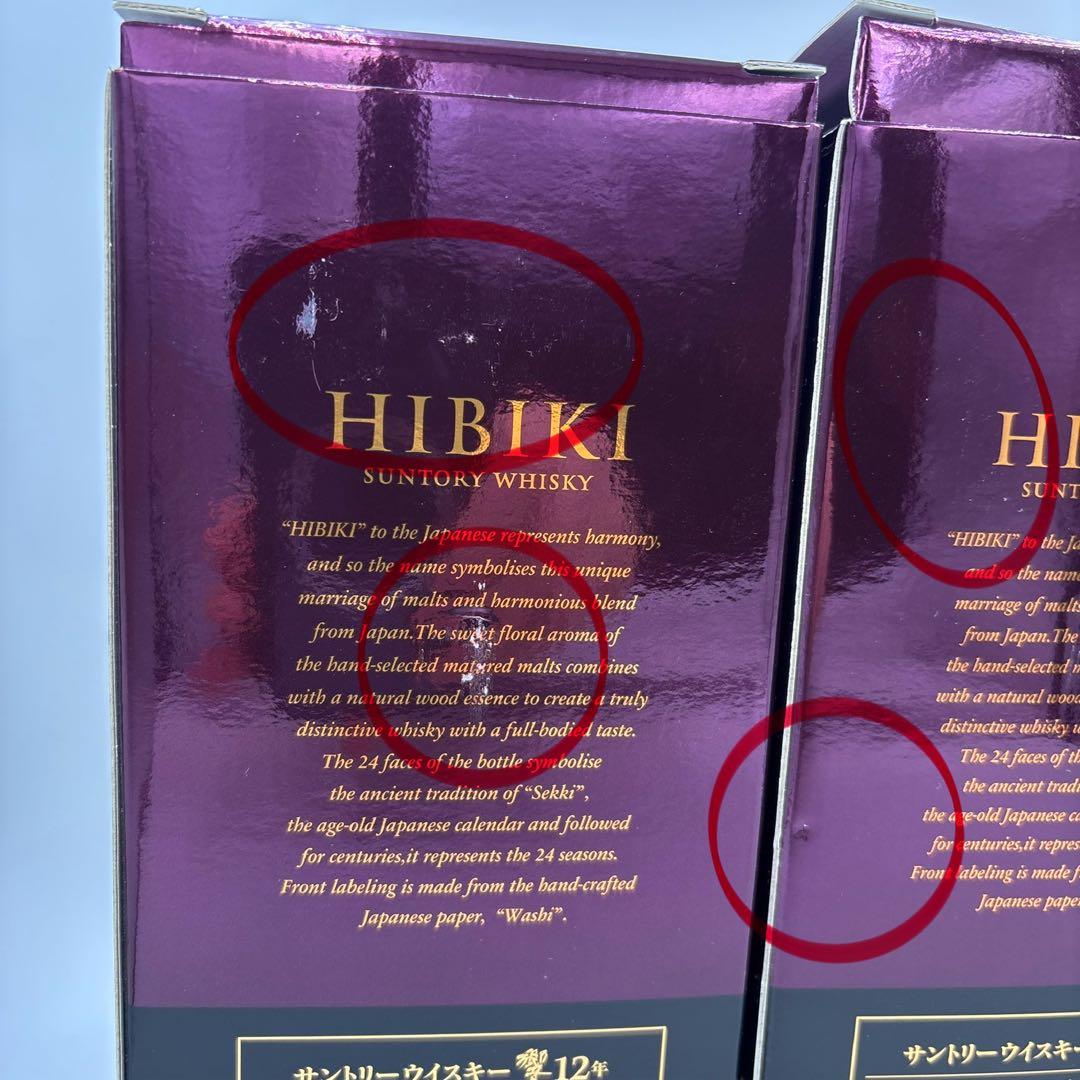 HIBIKI
SUNTORY WHISKY
“HIBIKI” to the Japanese represents harmony,
and so the name symbolises this unique
marriage of malts and harmonious blend
from Japan.The sweet floral aroma of
the hand-selected matured malts combines
with a natural wood essence to create a truly
distinctive whisky with a full-bodied taste.
The 24 faces of the bottle symbolise
the ancient tradition of “Sekki”,
the age-old Japanese calendar and followed
for centuries,it represents the 24 seasons.
Front labeling is made from the hand-crafted
Japanese paper, “Washi”.
サントリーウイスキー 響 12年
HI
SUNT
“HIBIKI” to the Ja
and so the name
marriage of malts
from Japan.The
the hand-selected
with a natural wood
distinctive whisky
The 24 faces of th
the ancient tradi
the age-old Japanese ca
for centuries,it repres
Front labeling is made f
Japanese pape
サントリーウイスキー